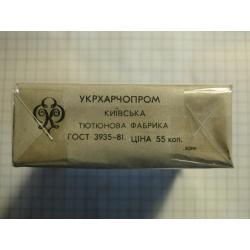 УКРХАРЧОПРОМ
КИЇВСЬКА
ТЮТЮНОВА ФАБРИКА
ГОСТ 3935-81. ЦІНА 55 коп.